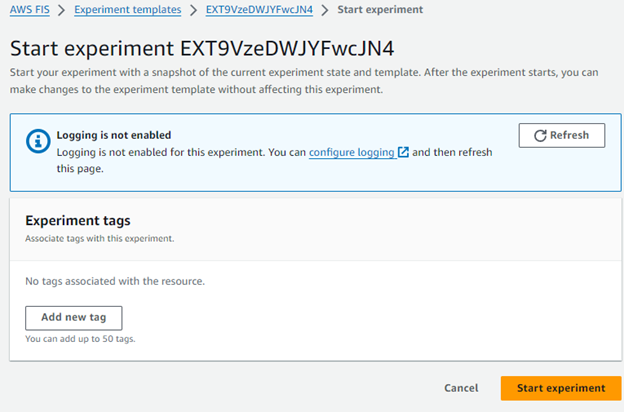 AWS FIS > Experiment templates > EXT9VzeDWJYFwcJN4 > Start experiment
Start experiment EXT9VzeDWJYFwcJN4
Start your experiment with a snapshot of the current experiment state and template. After the experiment starts, you can
make changes to the experiment template without affecting this experiment.
Logging is not enabled
Refresh
Logging is not enabled for this experiment. You can configure logging and then refresh
this page.
Experiment tags
Associate tags with this experiment.
No tags associated with the resource.
Add new tag
You can add up to 50 tags.
Cancel
Start experiment